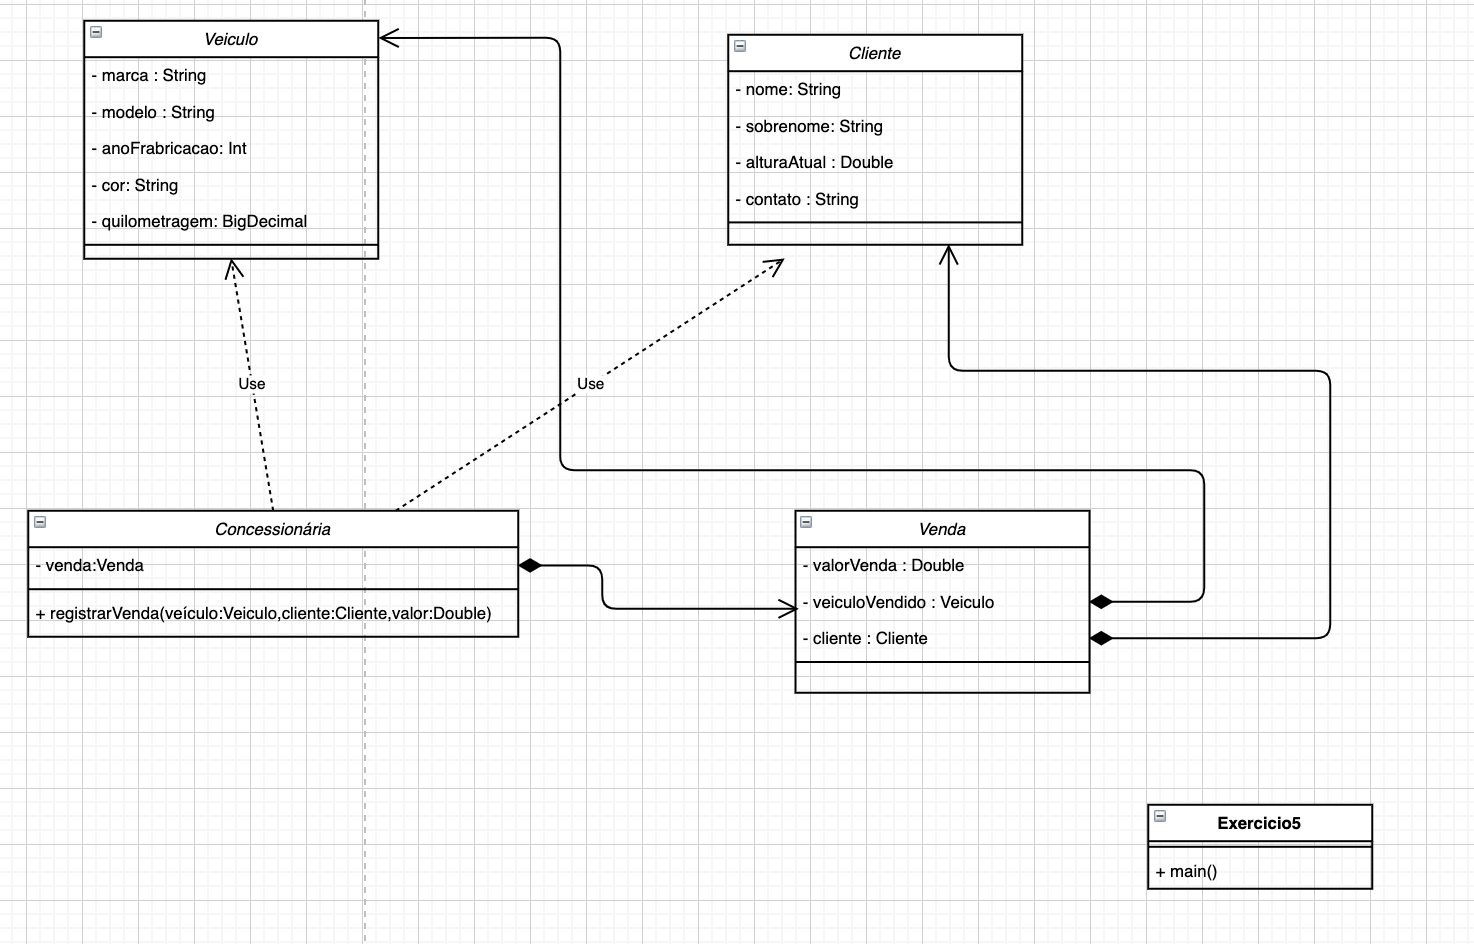 Veiculo
- marca : String
- modelo : String
- anoFrabricacao: Int
- cor: String
- quilometragem: BigDecimal
Cliente
- nome: String
- sobrenome: String
- alturaAtual : Double
- contato : String
Use
Use
Concessionária
- venda:Venda
+ registrarVenda(veículo:Veiculo,cliente:Cliente,valor:Double)
Venda
- valorVenda : Double
- veiculoVendido : Veiculo
- cliente : Cliente
Exercicio5
+ main()